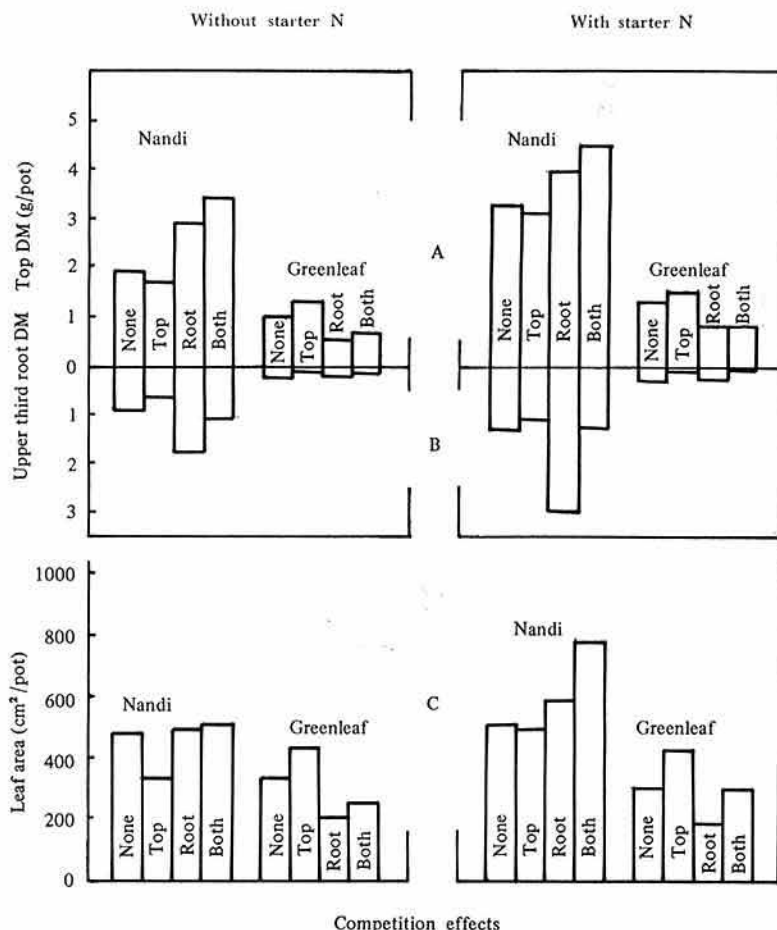 Without starter N
With starter N
Upper third root DM Top DM (g/pot)
5
4
3
2
1
0
1
2
3
Nandi
None
Top
Root
Both
Greenleaf
None
Top
Root
Both
A
B
Nandi
None
Top
Root
Both
Greenleaf
None
Top
Root
Both
Leaf area (cm²/pot)
1000
800
600
400
200
0
Nandi
None
Top
Root
Both
Greenleaf
None
Top
Root
Both
C
Nandi
None
Top
Root
Both
Greenleaf
None
Top
Root
Both
Competition effects